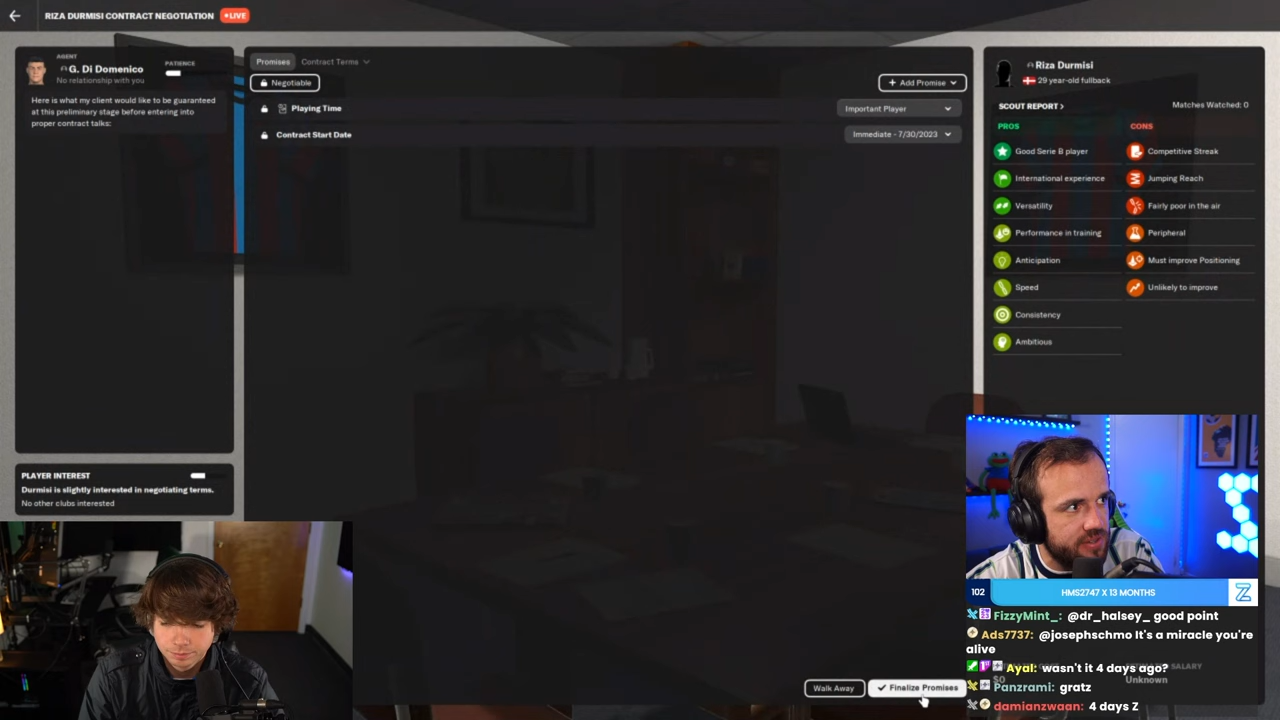 RIZA DURMISI CONTRACT NEGOTIATION
LIVE
AGENT
G. Di Domenico
No relationship with you
PATIENCE
Here is what my client would like to be guaranteed
at this preliminary stage before entering into
proper contract talks:
PLAYER INTEREST
Durmisi is slightly interested in negotiating terms.
No other clubs interested
Promises
Contract Terms
Negotiable
+ Add Promise
Playing Time
Important Player
Contract Start Date
Immediate - 7/30/2023
Walk Away
Finalize Promises
Riza Durmisi
29 year-old fullback
SCOUT REPORT >
Matches Watched: 0
PROS
CONS
Good Serie B player
Competitive Streak
International experience
Jumping Reach
Versatility
Fairly poor in the air
Performance in training
Peripheral
Anticipation
Must improve Positioning
Speed
Unlikely to improve
Consistency
Ambitious
102
HMS2747 X 13 MONTHS
Z
FizzyMint_: @dr_halsey_ good point
Ads7737: @josephschmo It's a miracle you're
alive
Ayal: wasn't it 4 days ago?
SALARY
$0
Unknown
Panzrami: gratz
damianzwaan: 4 days Z